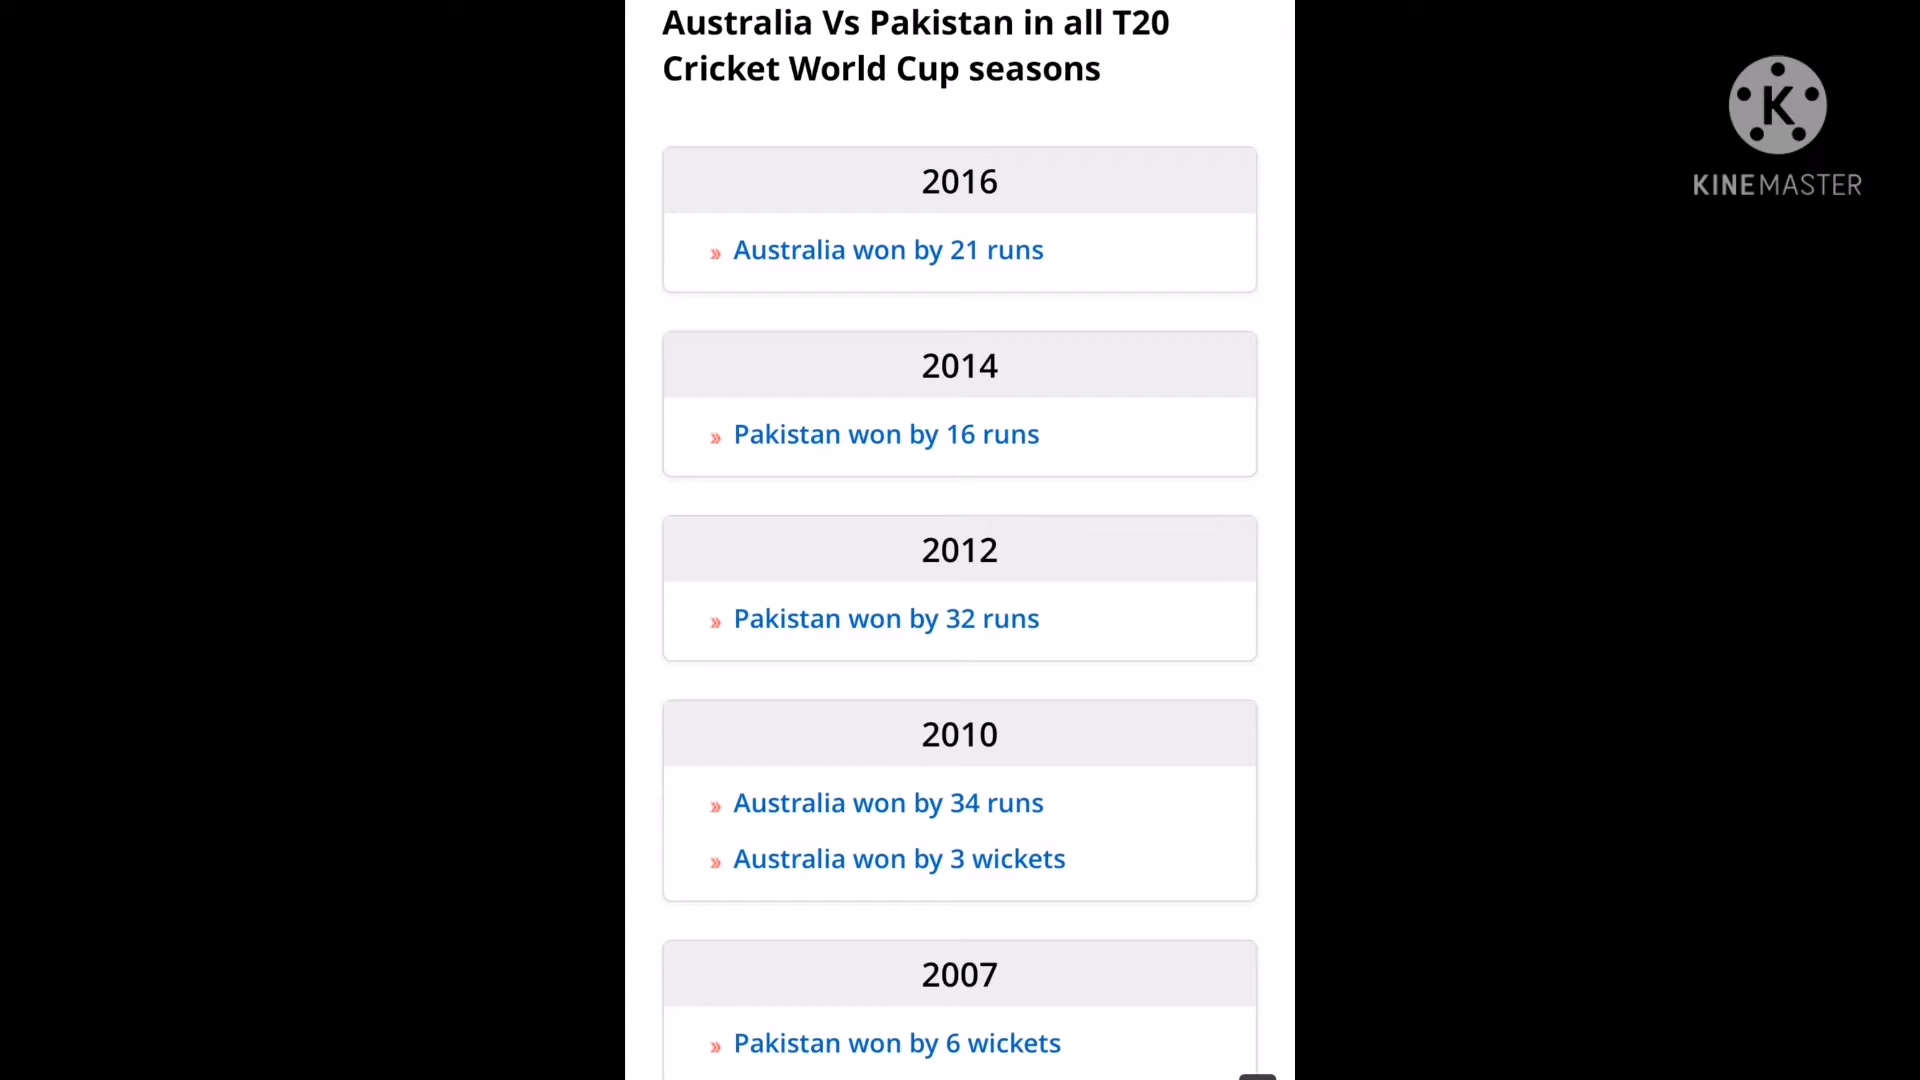 Australia Vs Pakistan in all T20
Cricket World Cup seasons
2016
» Australia won by 21 runs
2014
» Pakistan won by 16 runs
2012
» Pakistan won by 32 runs
2010
» Australia won by 34 runs
» Australia won by 3 wickets
2007
» Pakistan won by 6 wickets
K
KINEMASTER